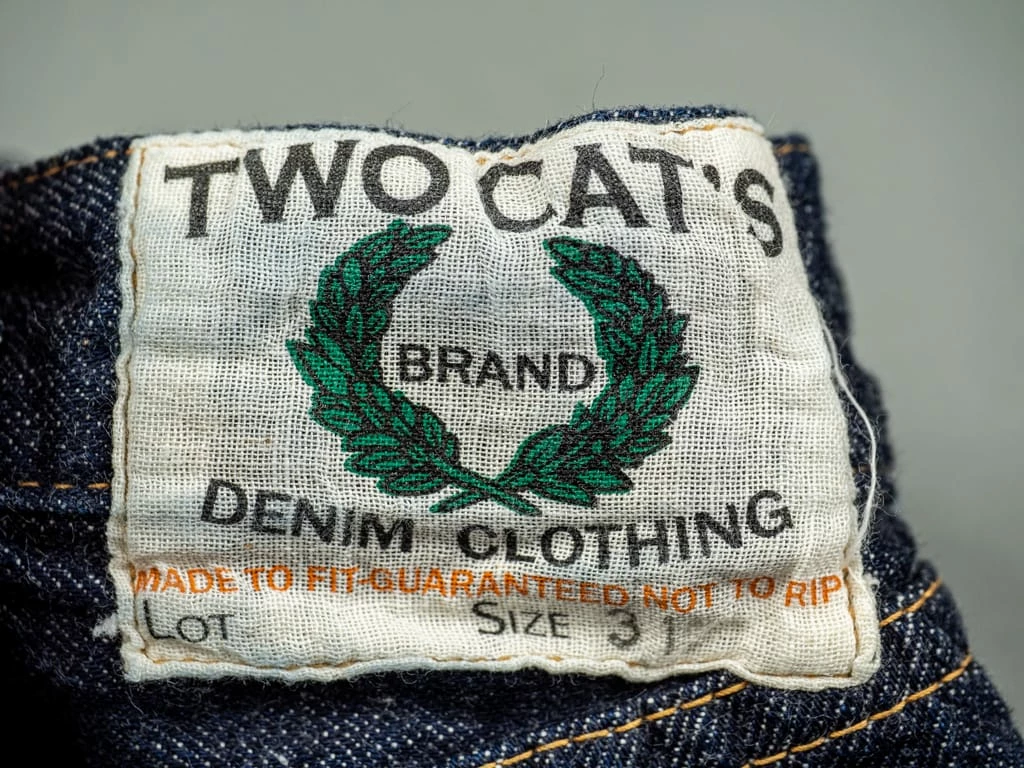 TWO CAT'S
BRAND
DENIM CLOTHING
MADE TO FIT-GUARANTEED NOT TO RIP
LOT SIZE 31